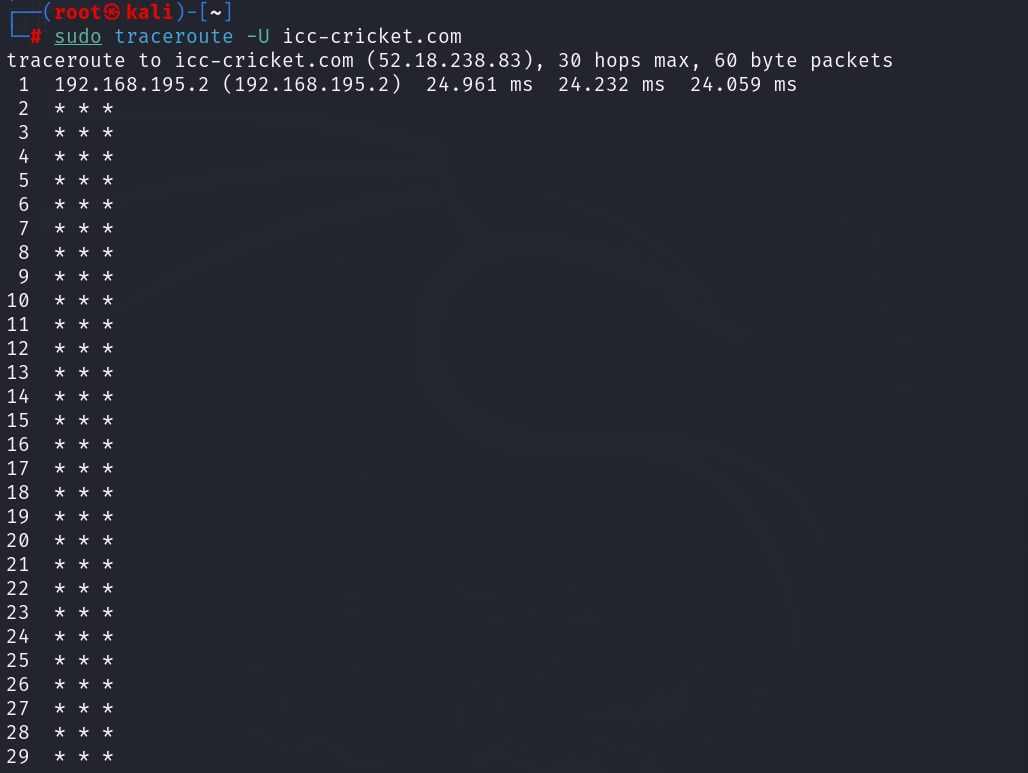 ┌──(root㉿kali)-[~]
└─# sudo traceroute -U icc-cricket.com
traceroute to icc-cricket.com (52.18.238.83), 30 hops max, 60 byte packets
 1  192.168.195.2 (192.168.195.2)  24.961 ms  24.232 ms  24.059 ms
 2  * * *
 3  * * *
 4  * * *
 5  * * *
 6  * * *
 7  * * *
 8  * * *
 9  * * *
10  * * *
11  * * *
12  * * *
13  * * *
14  * * *
15  * * *
16  * * *
17  * * *
18  * * *
19  * * *
20  * * *
21  * * *
22  * * *
23  * * *
24  * * *
25  * * *
26  * * *
27  * * *
28  * * *
29  * * *